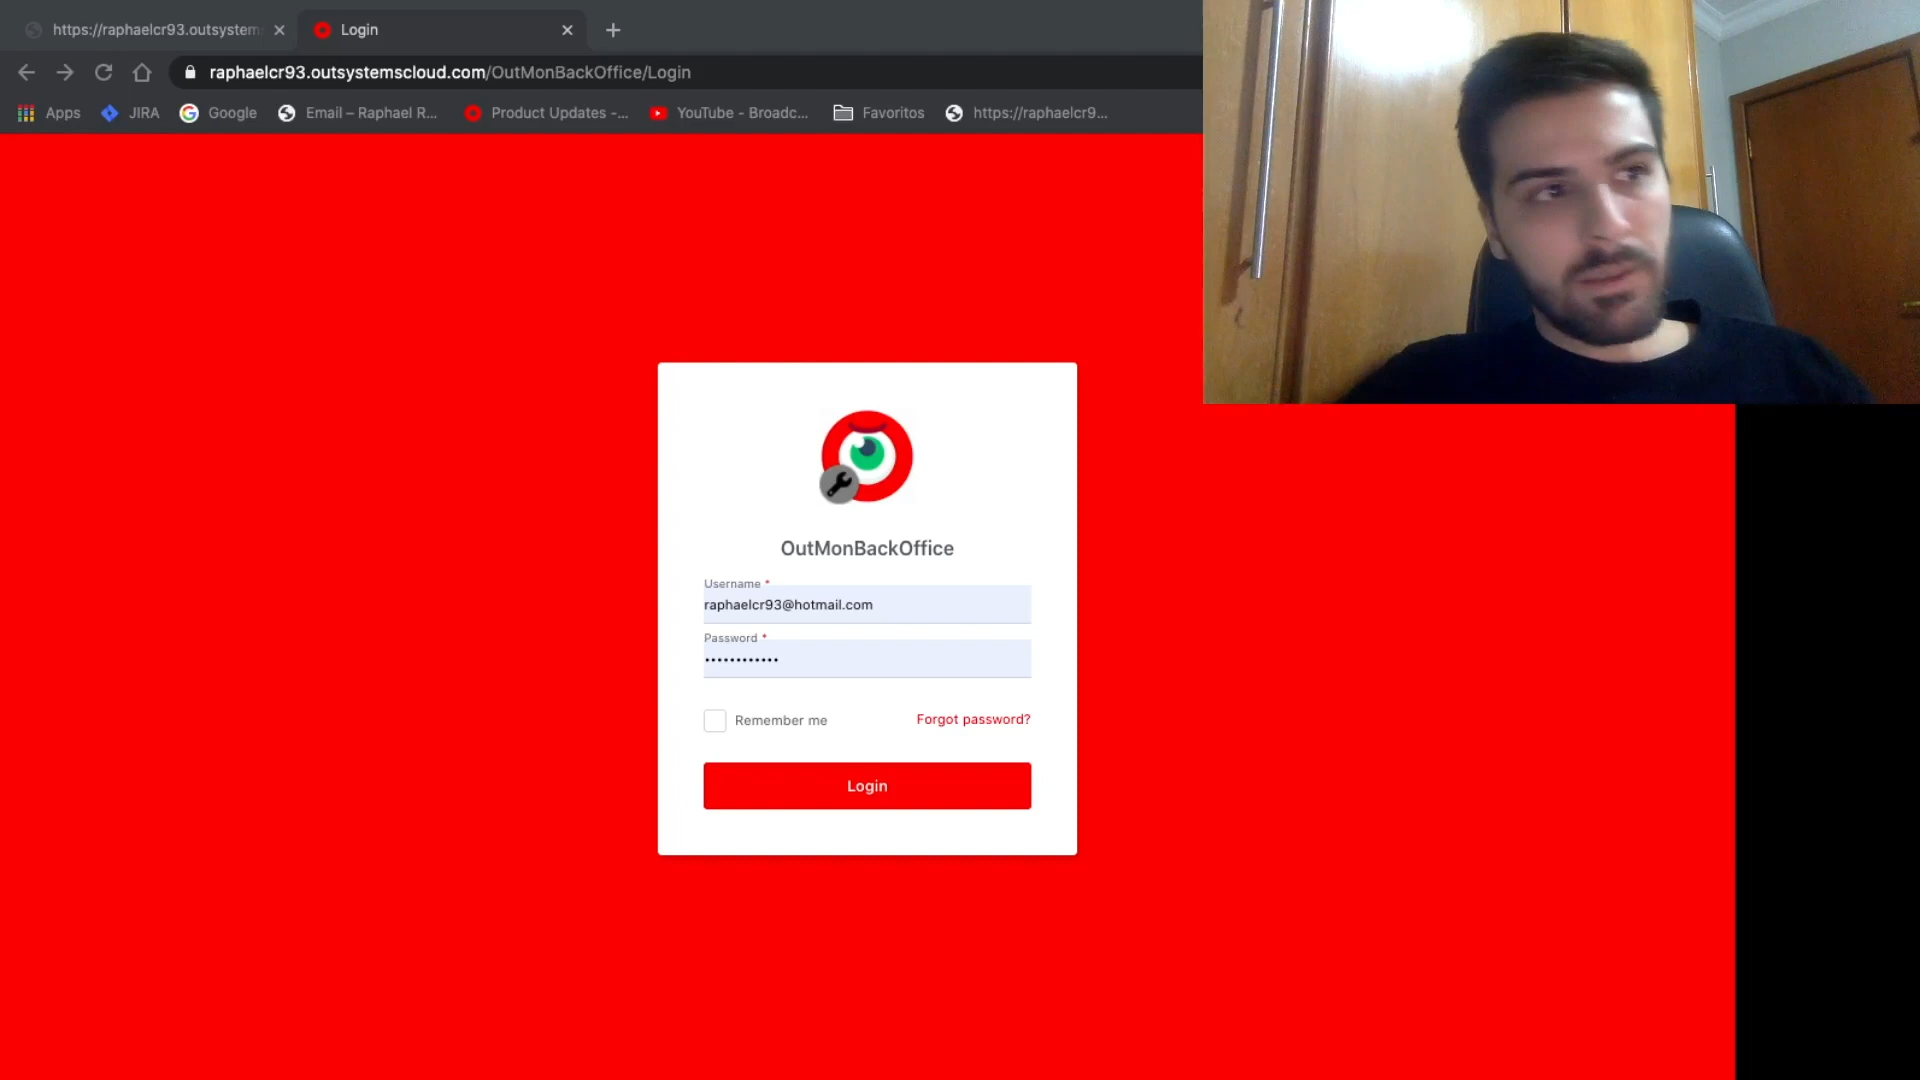 https://raphaelcr93.outsystem
Login
raphaelcr93.outsystemscloud.com/OutMonBackOffice/Login
Apps
JIRA
Google
Email – Raphael R...
Product Updates -...
YouTube - Broadc...
Favoritos
https://raphaelcr9...
OutMonBackOffice
Username *
raphaelcr93@hotmail.com
Password *
••••••••••••
Remember me
Forgot password?
Login